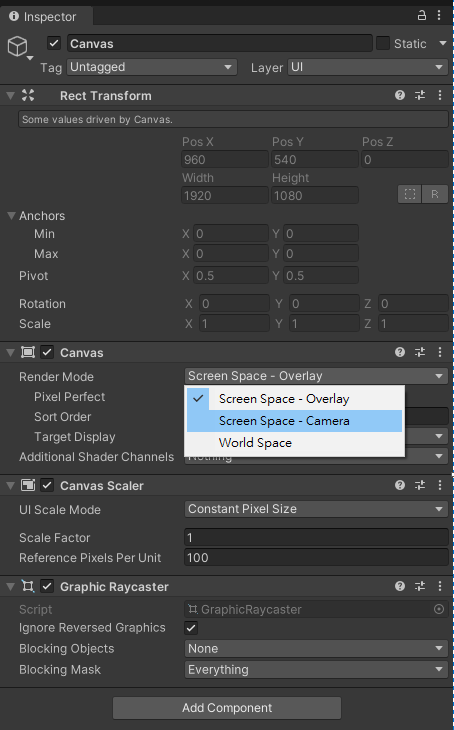 Inspector
Canvas Static
Tag Untagged Layer UI
Rect Transform
Some values driven by Canvas.
Pos X Pos Y Pos Z
960 540 0
Width Height
1920 1080 R
Anchors
Min X 0 Y 0
Max X 0 Y 0
Pivot X 0.5 Y 0.5
Rotation X 0 Y 0 Z 0
Scale X 1 Y 1 Z 1
Canvas
Render Mode Screen Space - Overlay
Pixel Perfect Screen Space - Overlay
Sort Order Screen Space - Camera
Target Display World Space
Additional Shader Channels Nothing
Canvas Scaler
UI Scale Mode Constant Pixel Size
Scale Factor 1
Reference Pixels Per Unit 100
Graphic Raycaster
Script GraphicRaycaster
Ignore Reversed Graphics
Blocking Objects None
Blocking Mask Everything
Add Component